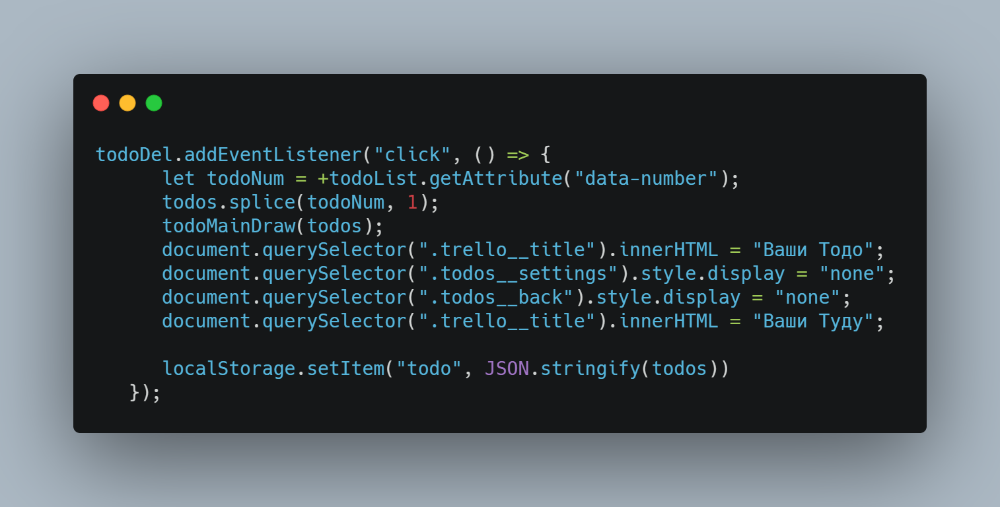 todoDel.addEventListener("click", () => {
      let todoNum = +todoList.getAttribute("data-number");
      todos.splice(todoNum, 1);
      todoMainDraw(todos);
      document.querySelector(".trello__title").innerHTML = "Ваши Тодо";
      document.querySelector(".todos__settings").style.display = "none";
      document.querySelector(".todos__back").style.display = "none";
      document.querySelector(".trello__title").innerHTML = "Ваши Туду";

      localStorage.setItem("todo", JSON.stringify(todos))
   });